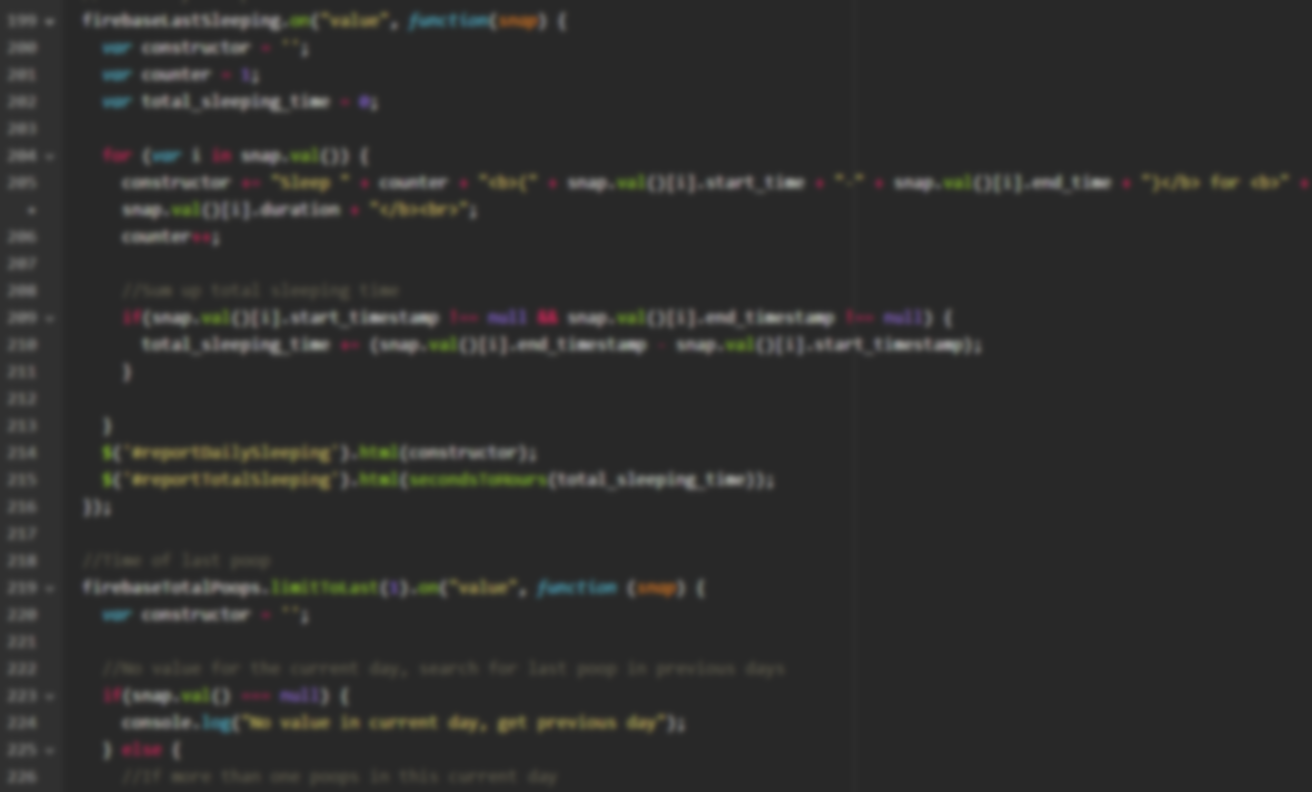 199 firebaseLastSleeping.on("value", function(snap) {
200 var constructor = '';
201 var counter = 1;
202 var total_sleeping_time = 0;
203
204 for (var i in snap.val()) {
205 constructor += "Sleep " + counter + "<b>(" + snap.val()[i].start_time + "-" + snap.val()[i].end_time + ")</b> for <b>" +
snap.val()[i].duration + "</b><br>";
206 counter++;
207
208 //Sum up total sleeping time
209 if(snap.val()[i].start_timestamp !== null && snap.val()[i].end_timestamp !== null) {
210 total_sleeping_time += (snap.val()[i].end_timestamp - snap.val()[i].start_timestamp);
211 }
212
213 }
214 $('#reportDailySleeping').html(constructor);
215 $('#reportTotalSleeping').html(secondsToHours(total_sleeping_time));
216 });
217
218 //Time of last poop
219 firebaseTotalPoops.limitToLast(1).on("value", function (snap) {
220 var constructor = '';
221
222 //No value for the current day, search for last poop in previous days
223 if(snap.val() === null) {
224 console.log("No value in current day, get previous day");
225 } else {
226 //If more than one poops in this current day